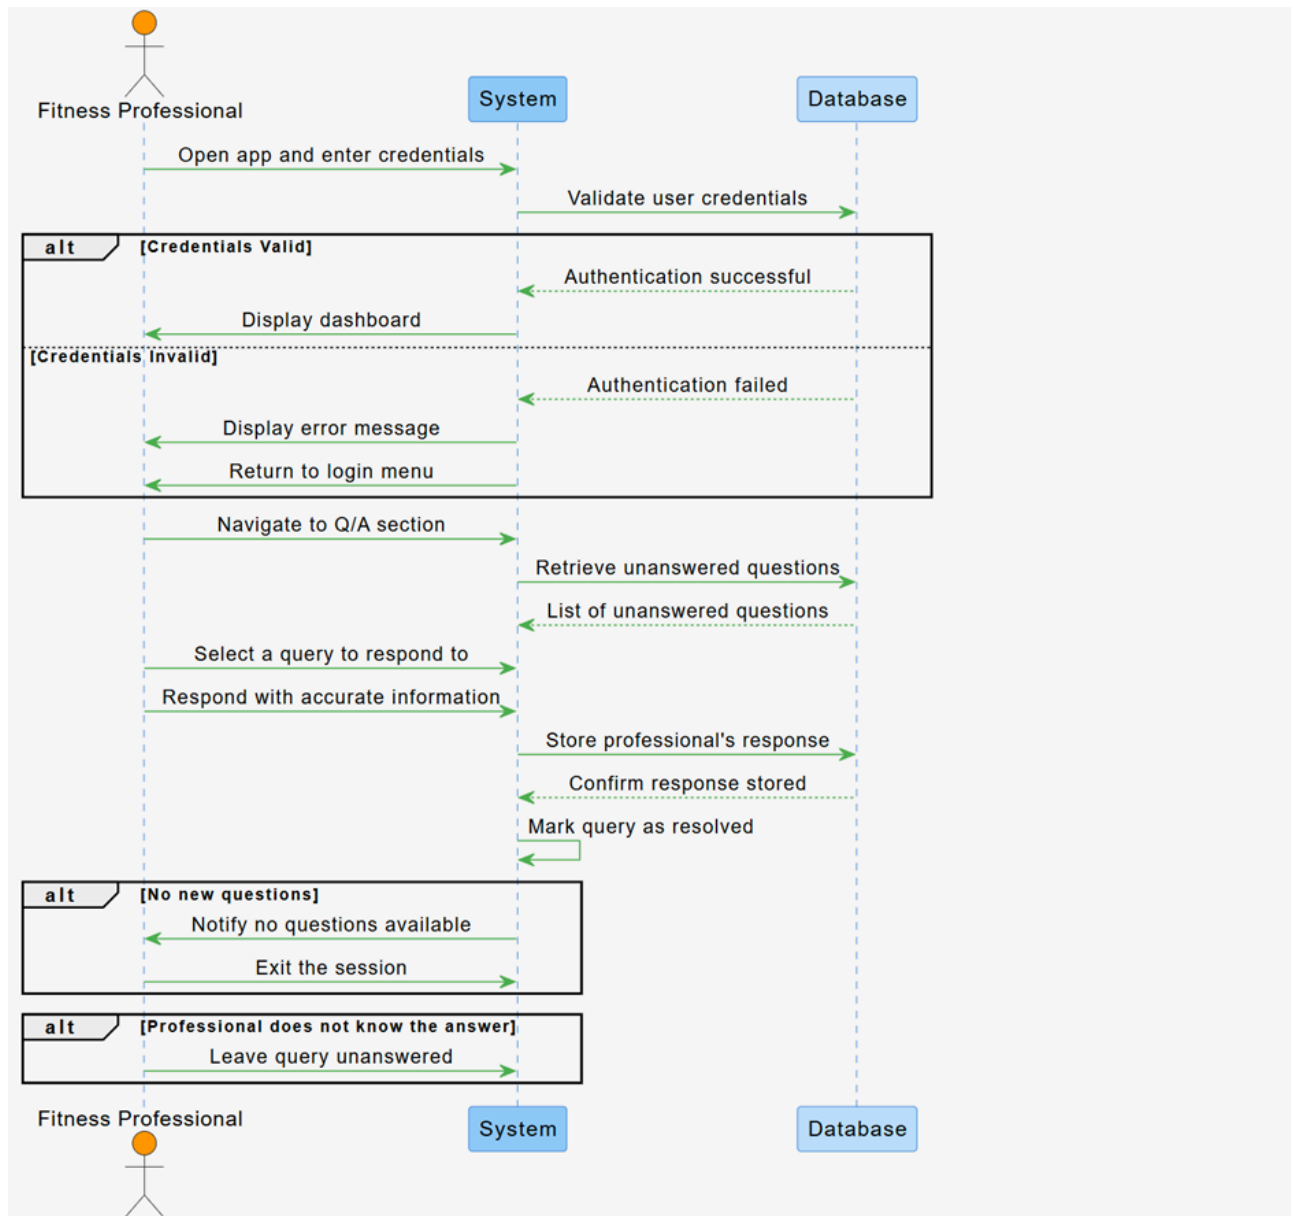 Fitness Professional
System
Database
Open app and enter credentials
Validate user credentials
alt
[Credentials Valid]
Authentication successful
Display dashboard
[Credentials Invalid]
Authentication failed
Display error message
Return to login menu
Navigate to Q/A section
Retrieve unanswered questions
List of unanswered questions
Select a query to respond to
Respond with accurate information
Store professional's response
Confirm response stored
Mark query as resolved
alt
[No new questions]
Notify no questions available
Exit the session
alt
[Professional does not know the answer]
Leave query unanswered
Fitness Professional
System
Database